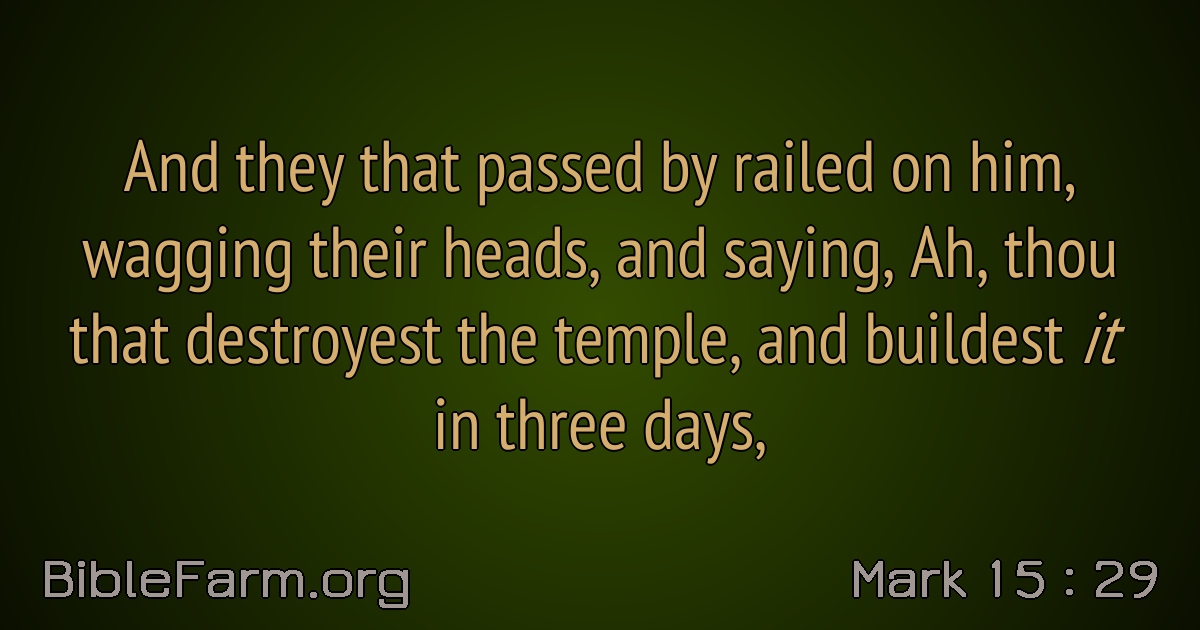 And they that passed by railed on him,
wagging their heads, and saying, Ah, thou
that destroyest the temple, and buildest it
in three days,
BibleFarm.org
Mark 15 : 29